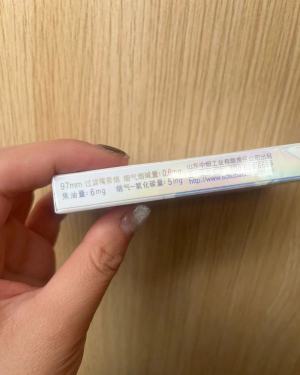 97mm 过滤嘴香烟 烟气烟碱量: 0.6mg 山东中烟工业有限责任公司出品
焦油量: 6mg 烟气一氧化碳量: 5mg http://www.sdkdt